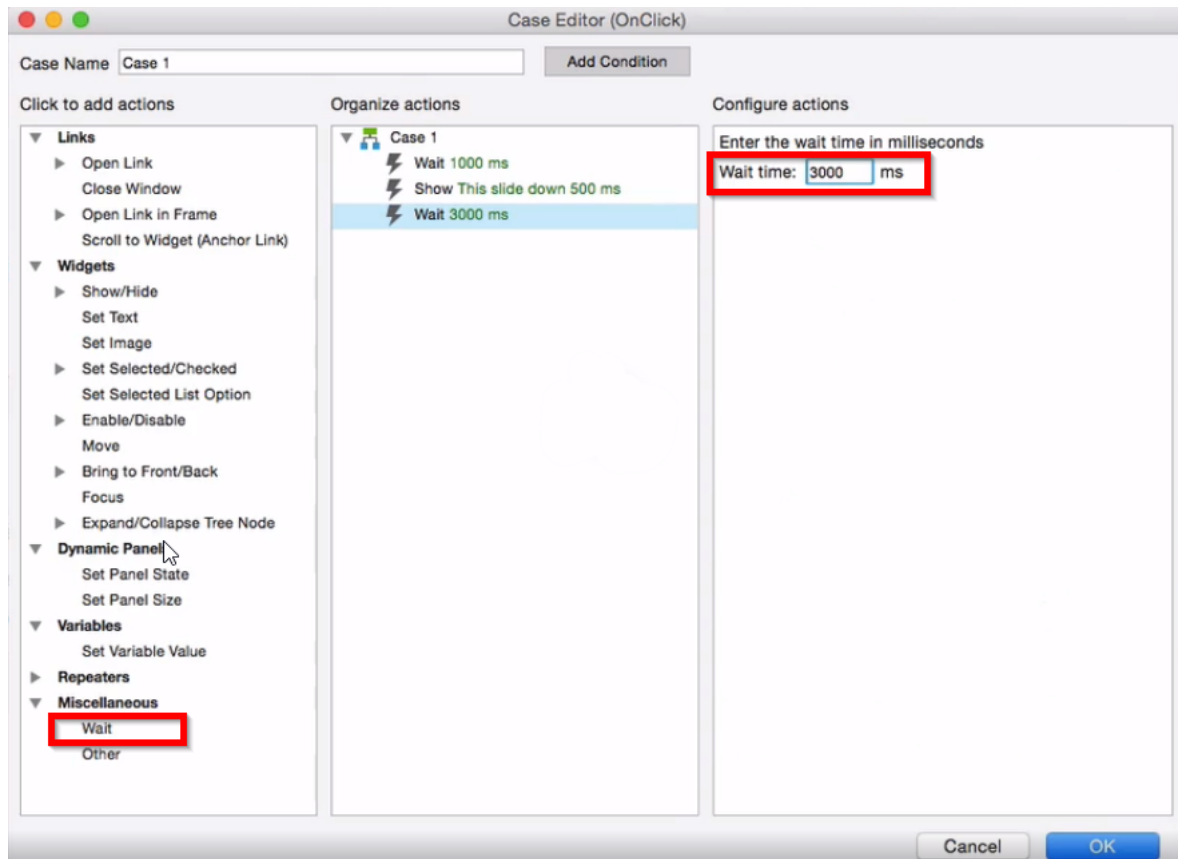 Case Editor (OnClick)
Case Name Case 1 Add Condition
Click to add actions
Links
Open Link
Close Window
Open Link in Frame
Scroll to Widget (Anchor Link)
Widgets
Show/Hide
Set Text
Set Image
Set Selected/Checked
Set Selected List Option
Enable/Disable
Move
Bring to Front/Back
Focus
Expand/Collapse Tree Node
Dynamic Panel
Set Panel State
Set Panel Size
Variables
Set Variable Value
Repeaters
Miscellaneous
Wait
Other
Organize actions
Case 1
Wait 1000 ms
Show This slide down 500 ms
Wait 3000 ms
Configure actions
Enter the wait time in milliseconds
Wait time: 3000 ms
Cancel OK